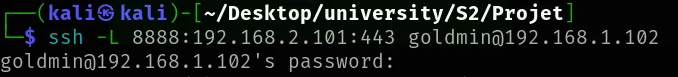 ┌──(kali㉿kali)-[~/Desktop/university/S2/Projet]
└─$ ssh -L 8888:192.168.2.101:443 goldmin@192.168.1.102
goldmin@192.168.1.102's password: